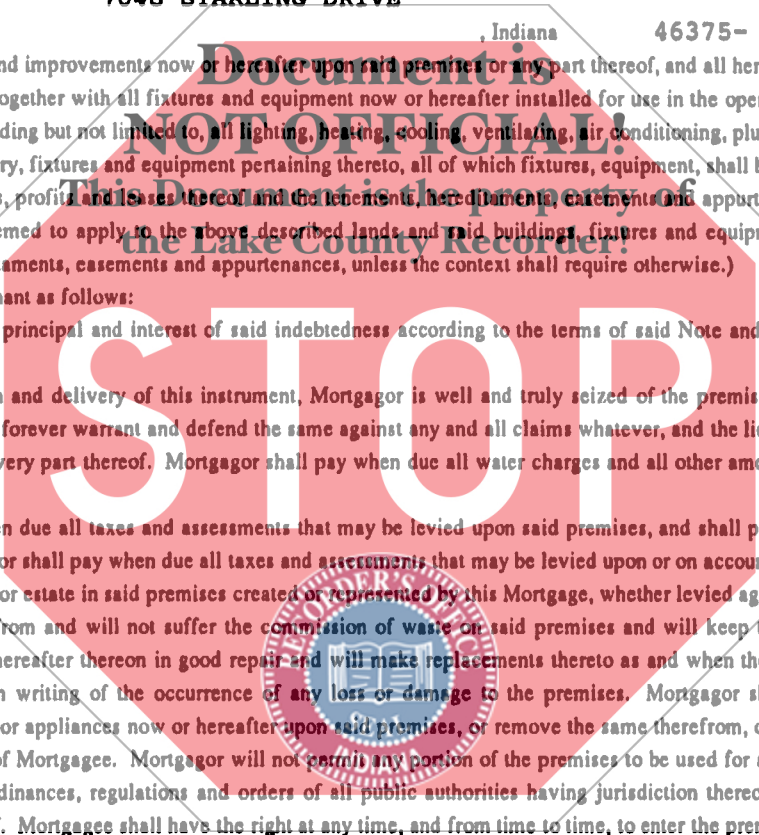 STARLING DRIVE
, Indiana 46375-
nd improvements now or hereafter upon said premises or any part thereof, and all her
Document is
ogether with all fixtures and equipment now or hereafter installed for use in the oper
NOT OFFICIAL!
ding but not limited to, all lighting, heating, cooling, ventilating, air conditioning, plu
ry, fixtures and equipment pertaining thereto, all of which fixtures, equipment, shall b
This Document is the property of
s, profits and leases thereof and the tenements, hereditaments, easements and appurt
the Lake County Recorder!
emed to apply to the above described lands and said buildings, fixtures and equip
aments, easements and appurtenances, unless the context shall require otherwise.)
nant as follows:
principal and interest of said indebtedness according to the terms of said Note and
STOP
n and delivery of this instrument, Mortgagor is well and truly seized of the premis
forever warrant and defend the same against any and all claims whatever, and the lie
very part thereof. Mortgagor shall pay when due all water charges and all other amo
en due all taxes and assessments that may be levied upon said premises, and shall p
or shall pay when due all taxes and assessments that may be levied upon or on accoun
or estate in said premises created or represented by this Mortgage, whether levied ag
from and will not suffer the commission of waste on said premises and will keep
hereafter thereon in good repair and will make replacements thereto as and when the
n writing of the occurrence of any loss or damage to the premises. Mortgagor s
or appliances now or hereafter upon said premises, or remove the same therefrom, o
of Mortgagee. Mortgagor will not permit any portion of the premises to be used for
dinances, regulations and orders of all public authorities having jurisdiction thereo
. Mortgagee shall have the right at any time, and from time to time, to enter the prem
RECORDER'S OFFICE
INDIANA